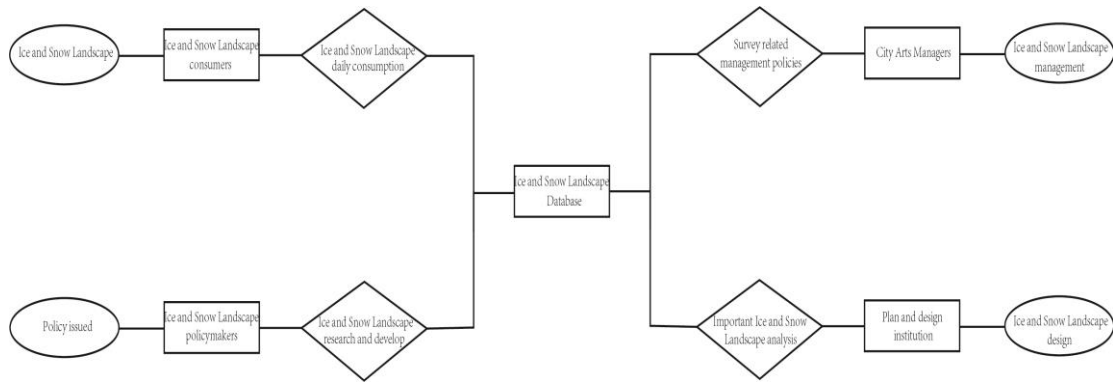 Ice and Snow Landscape
Ice and Snow Landscape
consumers
Ice and Snow Landscape
daily consumption
Survey related
management policies
City Arts Managers
Ice and Snow Landscape
management
Ice and Snow Landscape
Database
Policy issued
Ice and Snow Landscape
policymakers
Ice and Snow Landscape
research and develop
Important Ice and Snow
Landscape analysis
Plan and design
institution
Ice and Snow Landscape
design